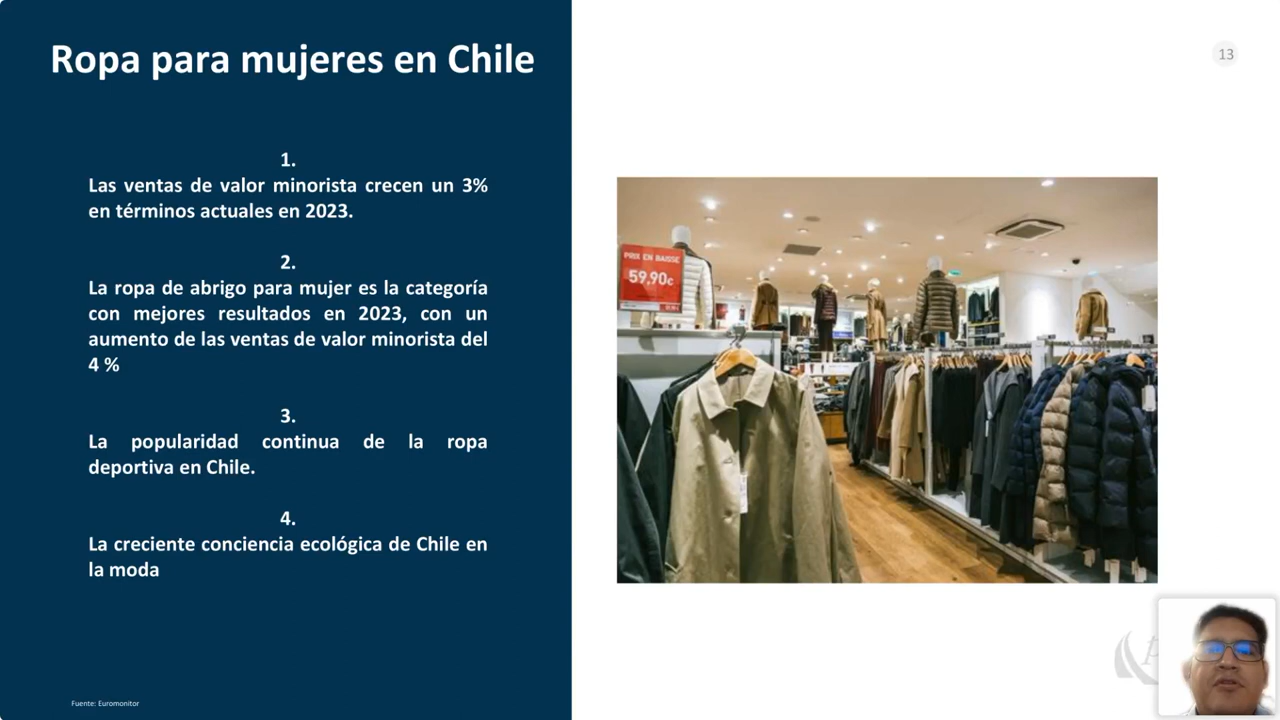 Ropa para mujeres en Chile
13
1.
Las ventas de valor minorista crecen un 3%
en términos actuales en 2023.
2.
La ropa de abrigo para mujer es la categoría
con mejores resultados en 2023, con un
aumento de las ventas de valor minorista del
4 %
3.
La popularidad continua de la ropa
deportiva en Chile.
4.
La creciente conciencia ecológica de Chile en
la moda
PRIX EN BAISSE
59,90€
Fuente: Euromonitor